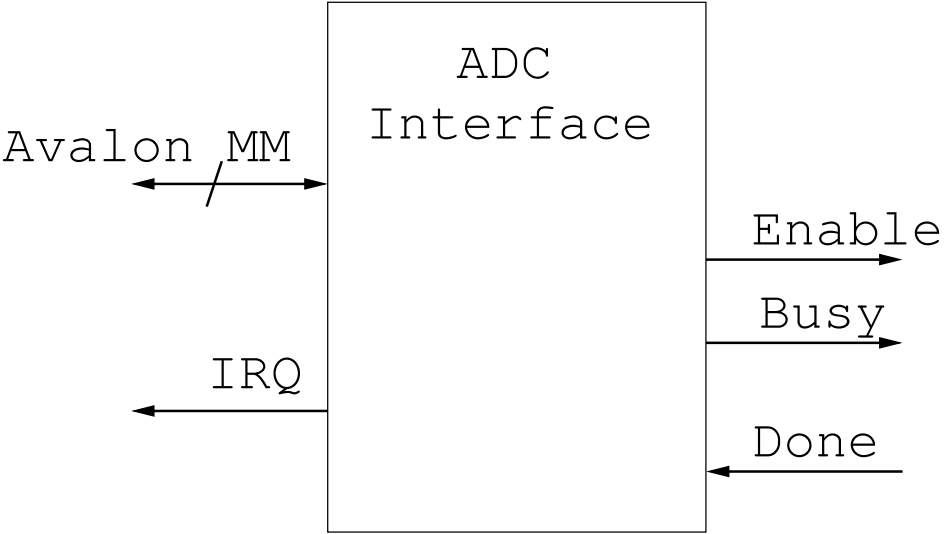 ADC
Interface
Avalon MM
Enable
Busy
IRQ
Done